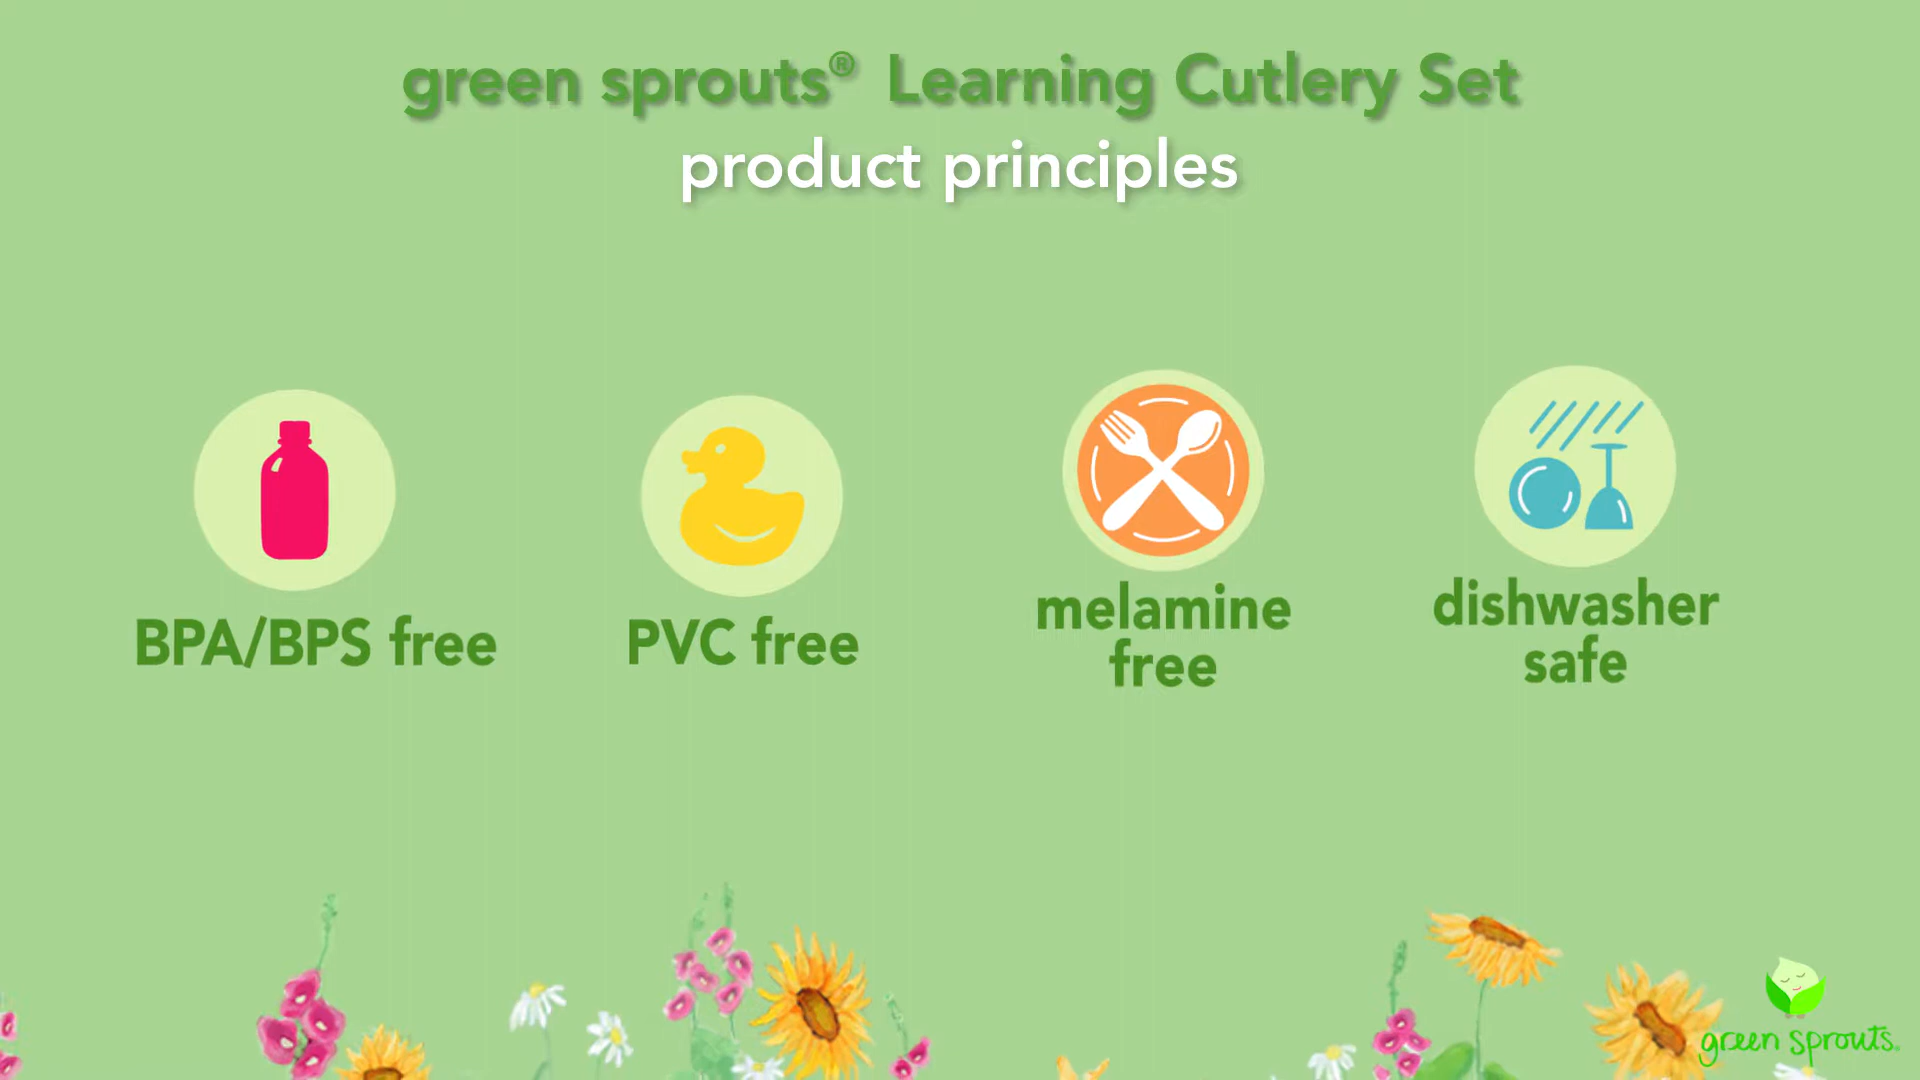 green sprouts® Learning Cutlery Set
product principles
BPA/BPS free
PVC free
melamine
free
dishwasher
safe
green sprouts.